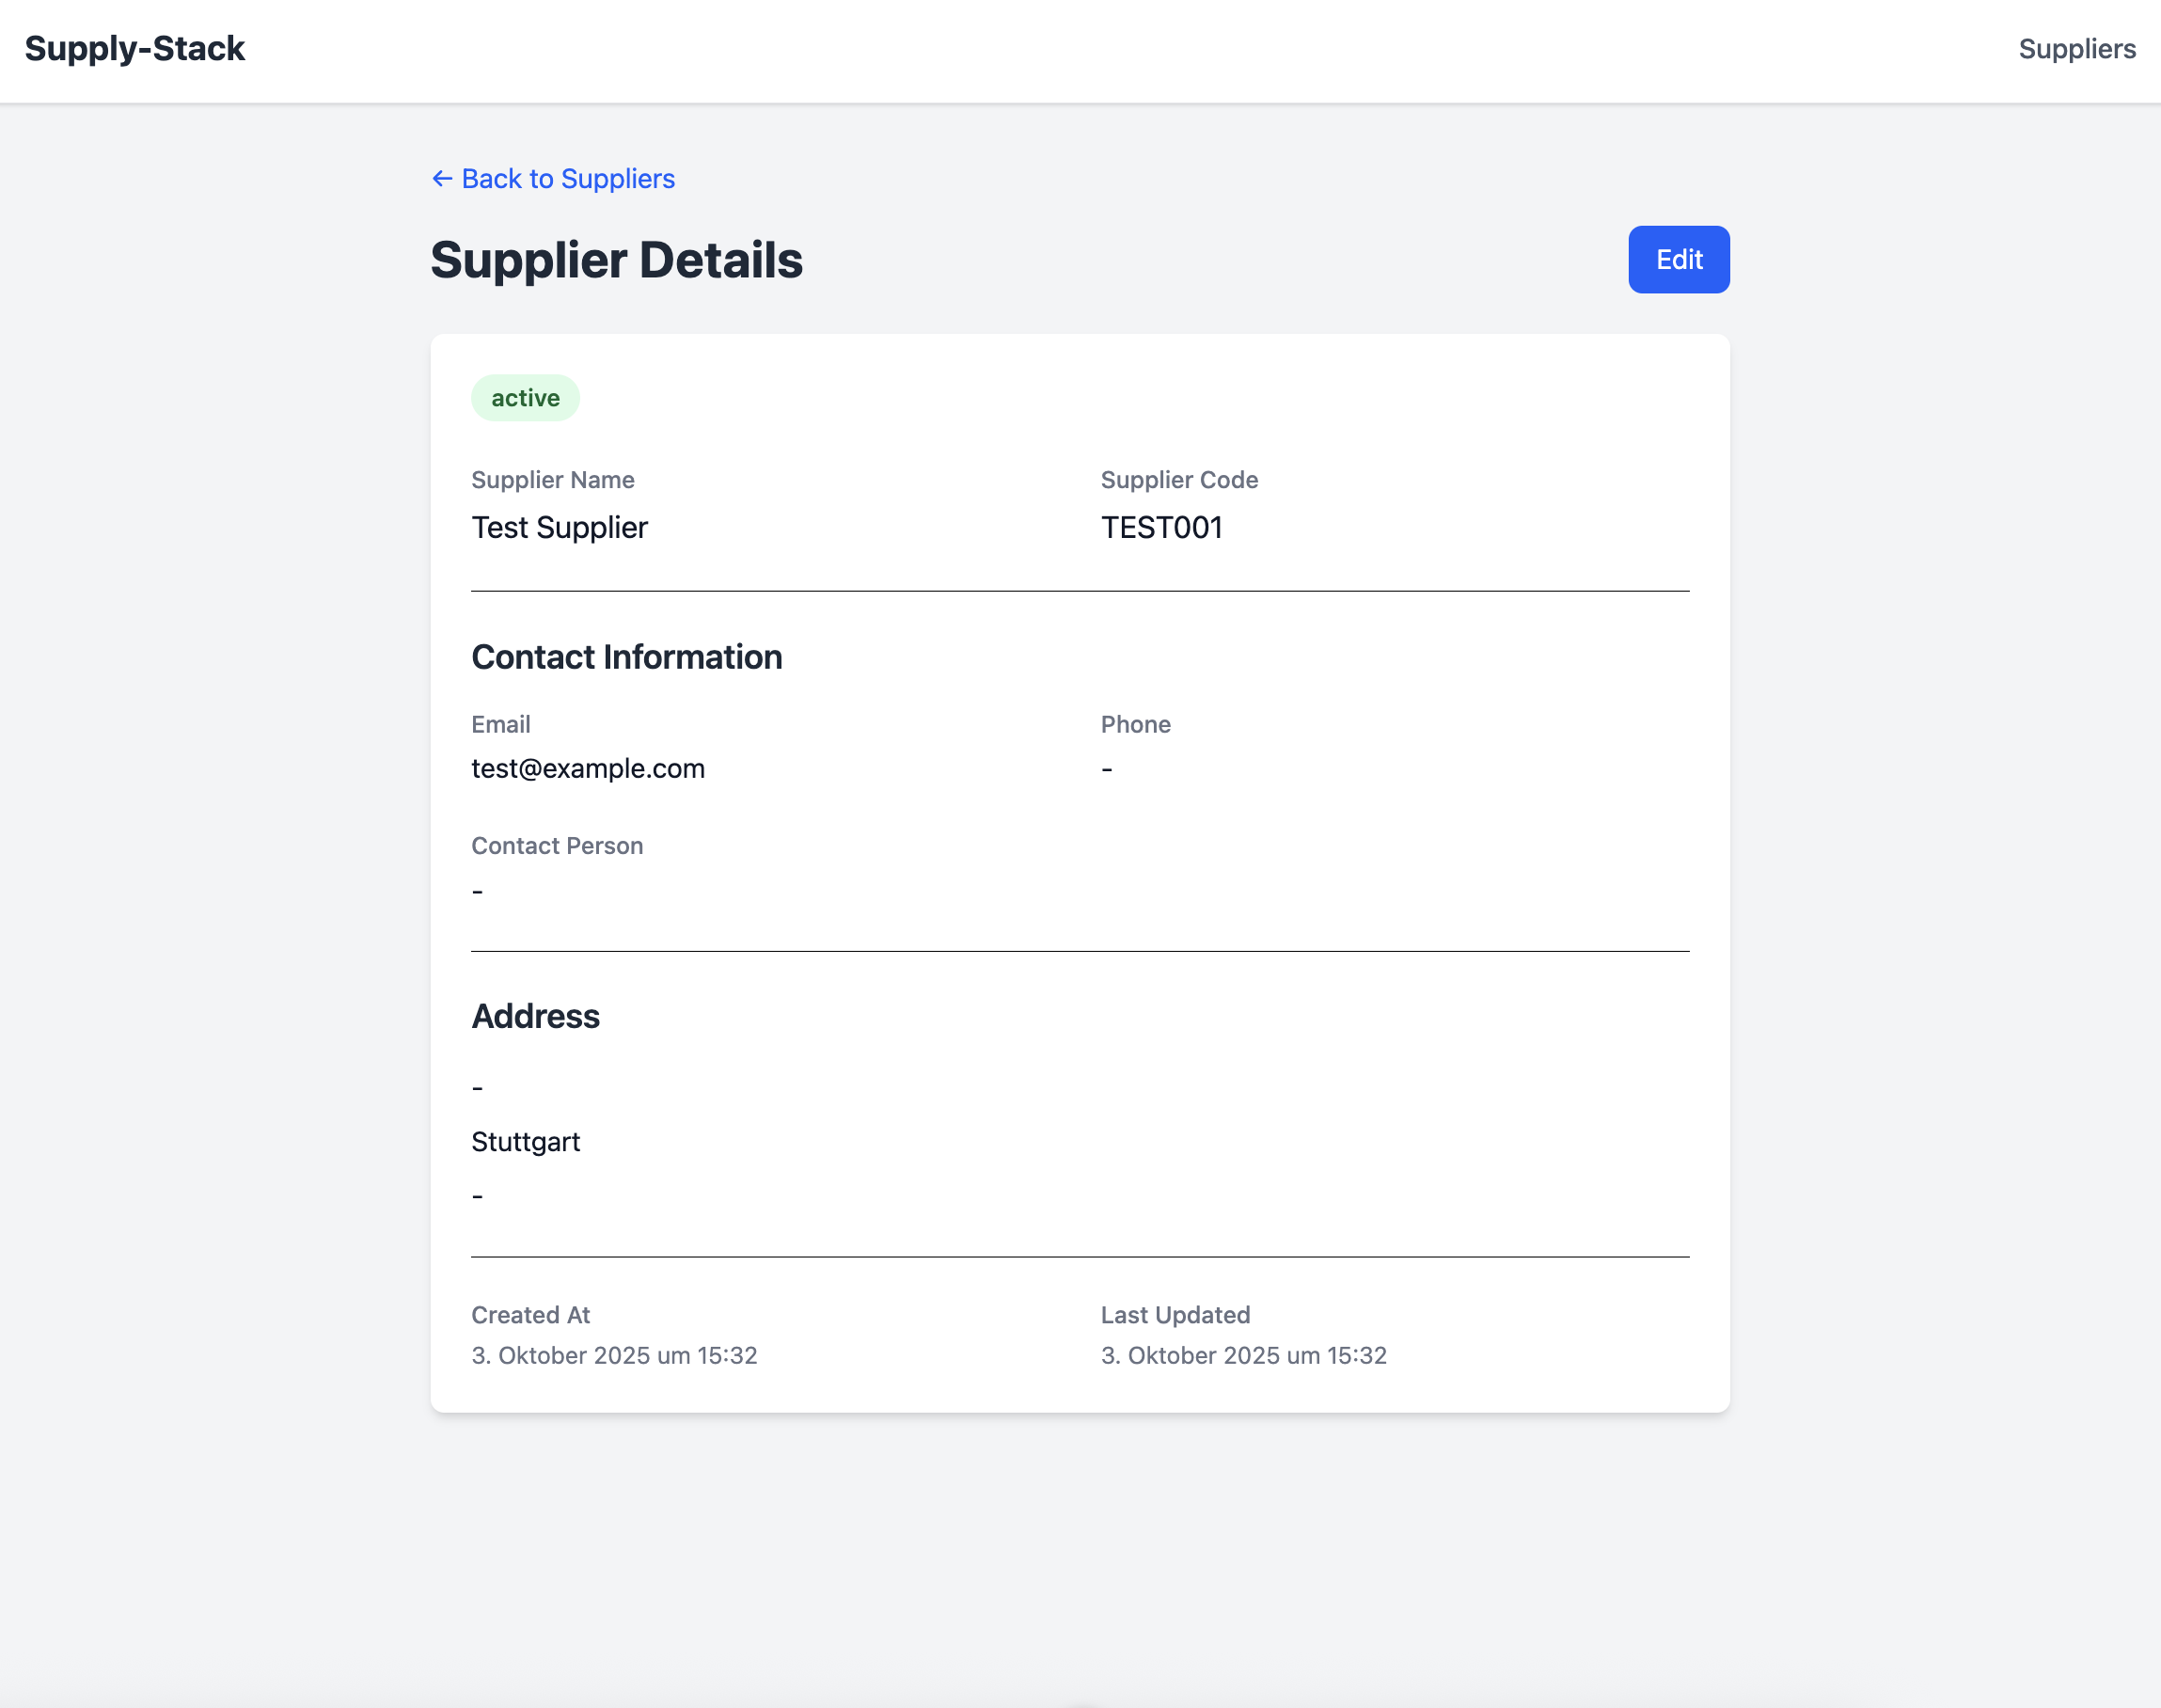 Supply-Stack
Suppliers
← Back to Suppliers
Supplier Details
Edit
active
Supplier Name
Supplier Code
Test Supplier
TEST001
Contact Information
Email
Phone
test@example.com
-
Contact Person
-
Address
-
Stuttgart
-
Created At
Last Updated
3. Oktober 2025 um 15:32
3. Oktober 2025 um 15:32